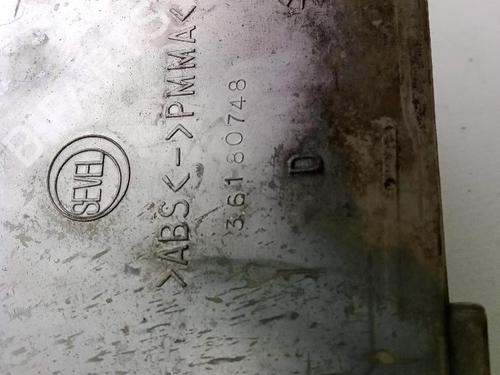 SEVEL
>ABS<->PMMA<
36180748
D